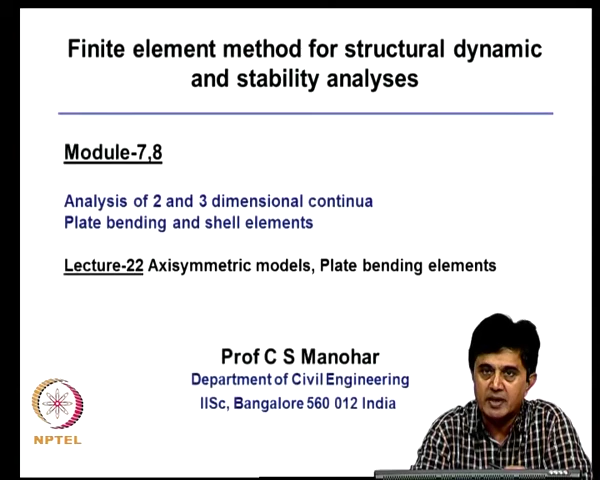 Finite element method for structural dynamic
and stability analyses
Module-7,8
Analysis of 2 and 3 dimensional continua
Plate bending and shell elements
Lecture-22 Axisymmetric models, Plate bending elements
Prof C S Manohar
Department of Civil Engineering
IISc, Bangalore 560 012 India
NPTEL